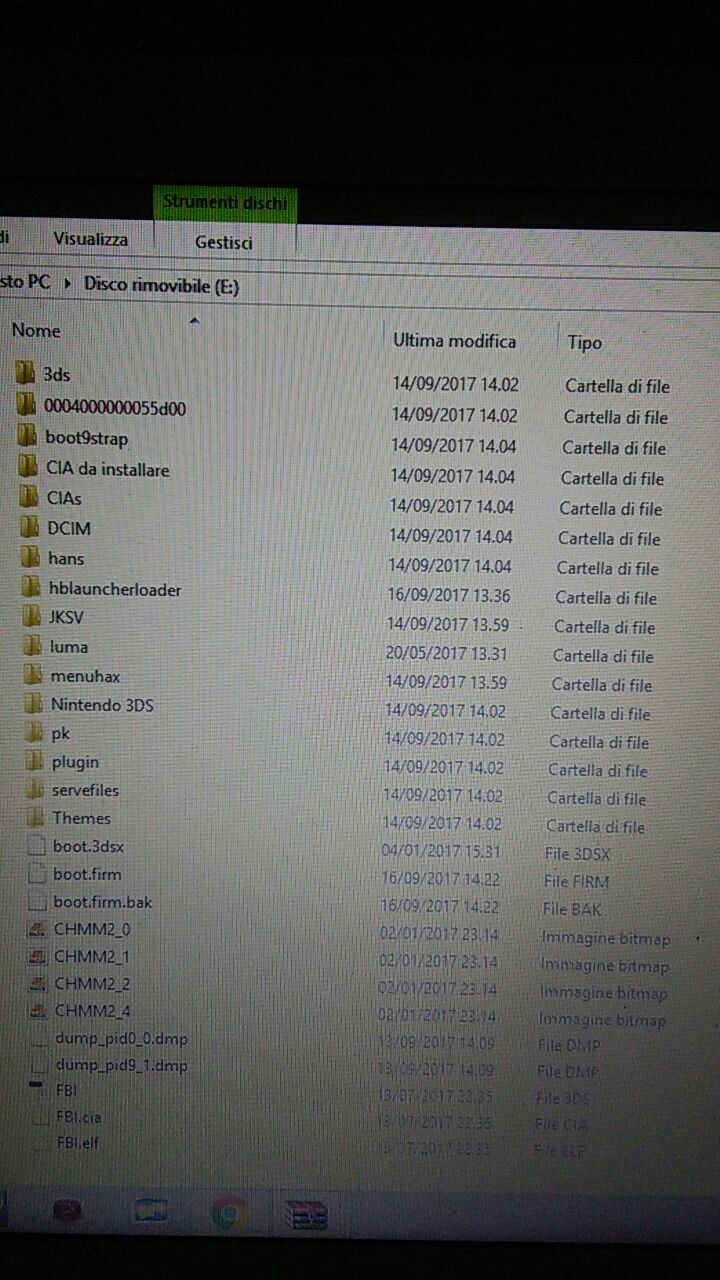 Strumenti dischi
di Visualizza Gestisci
sto PC Disco rimovibile (E:)
Nome Ultima modifica Tipo
3ds 14/09/2017 14.02 Cartella di file
0004000000055d00 14/09/2017 14.02 Cartella di file
boot9strap 14/09/2017 14.04 Cartella di file
CIA da installare 14/09/2017 14.04 Cartella di file
CIAs 14/09/2017 14.04 Cartella di file
DCIM 14/09/2017 14.04 Cartella di file
hans 14/09/2017 14.04 Cartella di file
hblauncherloader 16/09/2017 13.36 Cartella di file
JKSV 14/09/2017 13.59 Cartella di file
luma 20/05/2017 13.31 Cartella di file
menuhax 14/09/2017 13.59 Cartella di file
Nintendo 3DS 14/09/2017 14.02 Cartella di file
pk 14/09/2017 14.02 Cartella di file
plugin 14/09/2017 14.02 Cartella di file
servefiles 14/09/2017 14.02 Cartella di file
Themes 14/09/2017 14.02 Cartella di file
boot.3dsx 04/01/2017 15.31 File 3DSX
boot.firm 16/09/2017 14.22 File FIRM
boot.firm.bak 16/09/2017 14.22 File BAK
CHMM2_0 02/01/2017 23.14 Immagine bitmap
CHMM2_1 02/01/2017 23.14 Immagine bitmap
CHMM2_2 02/01/2017 23.14 Immagine bitmap
CHMM2_4 02/01/2017 23.14 Immagine bitmap
dump_pid0_0.dmp 13/09/2017 14.09 File DMP
dump_pid9_1.dmp 13/09/2017 14.09 File DMP
FBI 13/07/2017 22.35 File 3DS
FBI.cia 13/07/2017 22.35 File CIA
FBI.elf 13/07/2017 22.35 File ELF